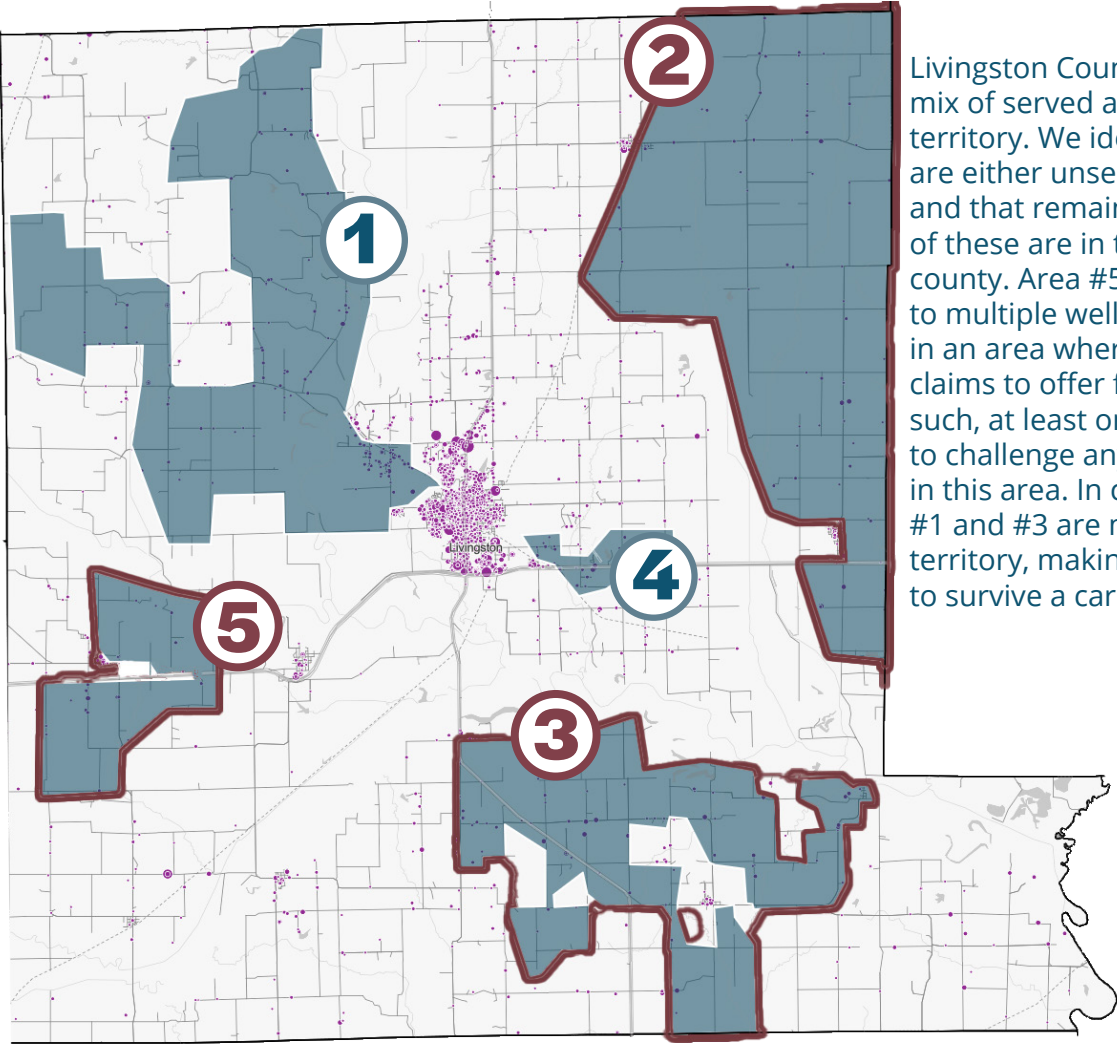 2
1
Livingston
4
5
3
Livingston Coun
mix of served a
territory. We ide
are either unse
and that remain
of these are in t
county. Area #5
to multiple well
in an area wher
claims to offer f
such, at least or
to challenge an
in this area. In c
#1 and #3 are r
territory, makin
to survive a car